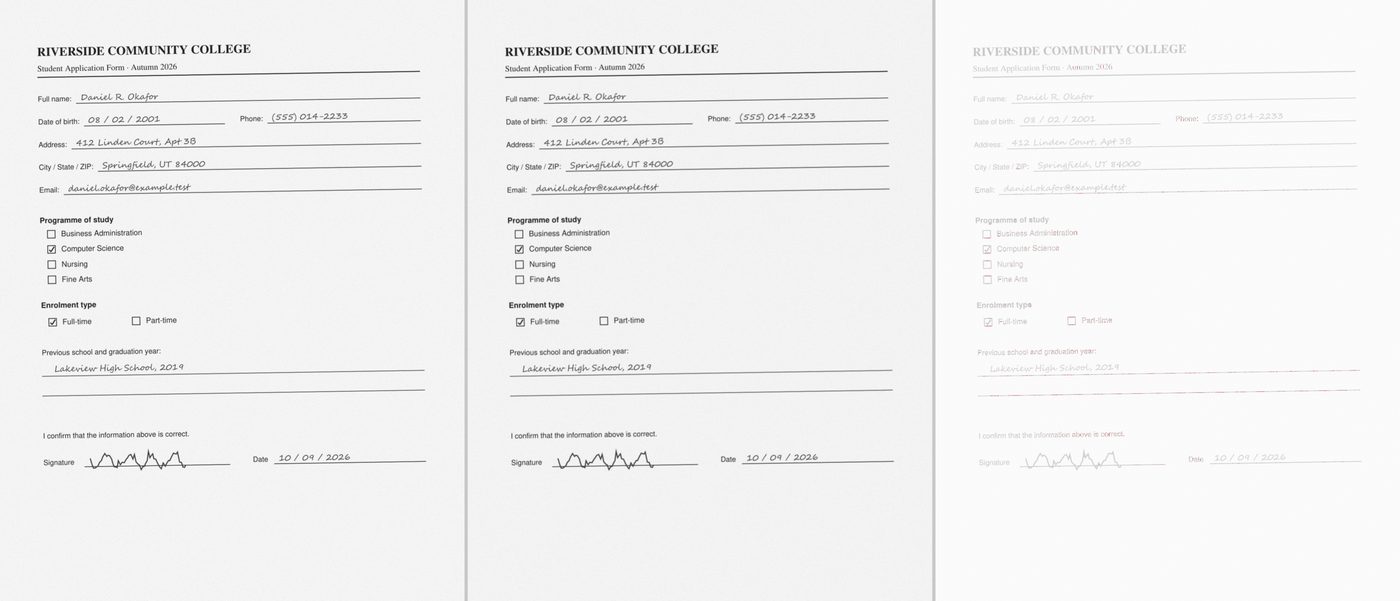 RIVERSIDE COMMUNITY COLLEGE
Student Application Form · Autumn 2026
Full name: Daniel R. Okafor
Date of birth: 08 / 02 / 2001 Phone: (555) 014-2233
Address: 412 Linden Court, Apt 3B
City / State / ZIP: Springfield, UT 84000
Email: daniel.okafor@example.test
Programme of study
Business Administration
Computer Science
Nursing
Fine Arts
Enrolment type
Full-time Part-time
Previous school and graduation year:
Lakeview High School, 2019
I confirm that the information above is correct.
Signature Date 10 / 09 / 2026
RIVERSIDE COMMUNITY COLLEGE
Student Application Form · Autumn 2026
Full name: Daniel R. Okafor
Date of birth: 08 / 02 / 2001 Phone: (555) 014-2233
Address: 412 Linden Court, Apt 3B
City / State / ZIP: Springfield, UT 84000
Email: daniel.okafor@example.test
Programme of study
Business Administration
Computer Science
Nursing
Fine Arts
Enrolment type
Full-time Part-time
Previous school and graduation year:
Lakeview High School, 2019
I confirm that the information above is correct.
Signature Date 10 / 09 / 2026
RIVERSIDE COMMUNITY COLLEGE
Student Application Form · Autumn 2026
Full name: Daniel R. Okafor
Date of birth: 08 / 02 / 2001 Phone: (555) 014-2233
Address: 412 Linden Court, Apt 3B
City / State / ZIP: Springfield, UT 84000
Email: daniel.okafor@example.test
Programme of study
Business Administration
Computer Science
Nursing
Fine Arts
Enrolment type
Full-time Part-time
Previous school and graduation year:
Lakeview High School, 2019
I confirm that the information above is correct.
Signature Date 10 / 09 / 2026